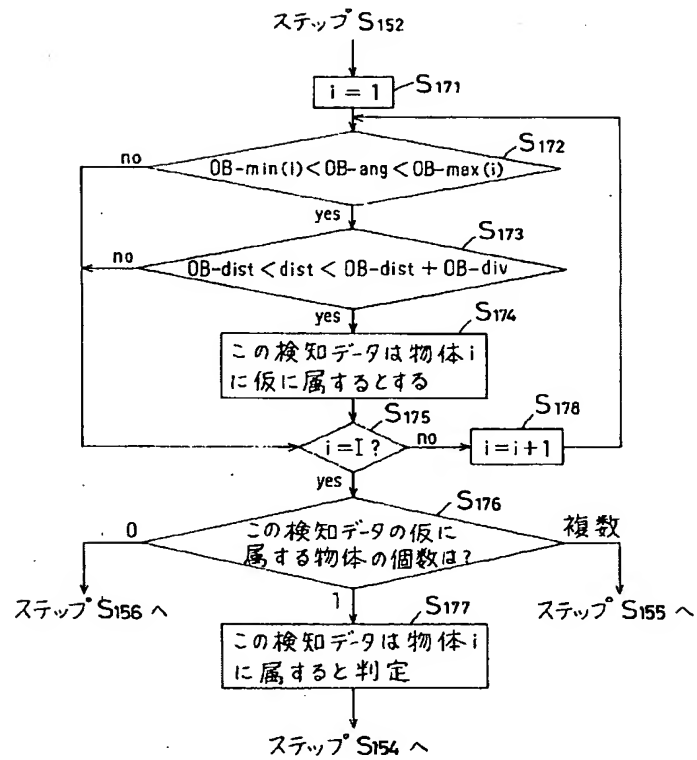 ステップ S152
i = 1
S171
S172
no
OB-min(i)<OB-ang<OB-max(i)
yes
S173
no
OB-dist<dist<OB-dist+OB-div
yes
S174
この検知データは物体i
に仮に属するとする
S175
S178
i=I?
no
i=i+1
yes
S176
0
この検知データの仮に
属する物体の個数は?
複数
ステップ S156 へ
1
S177
ステップ S155 へ
この検知データは物体i
に属すると判定
ステップ S154 へ